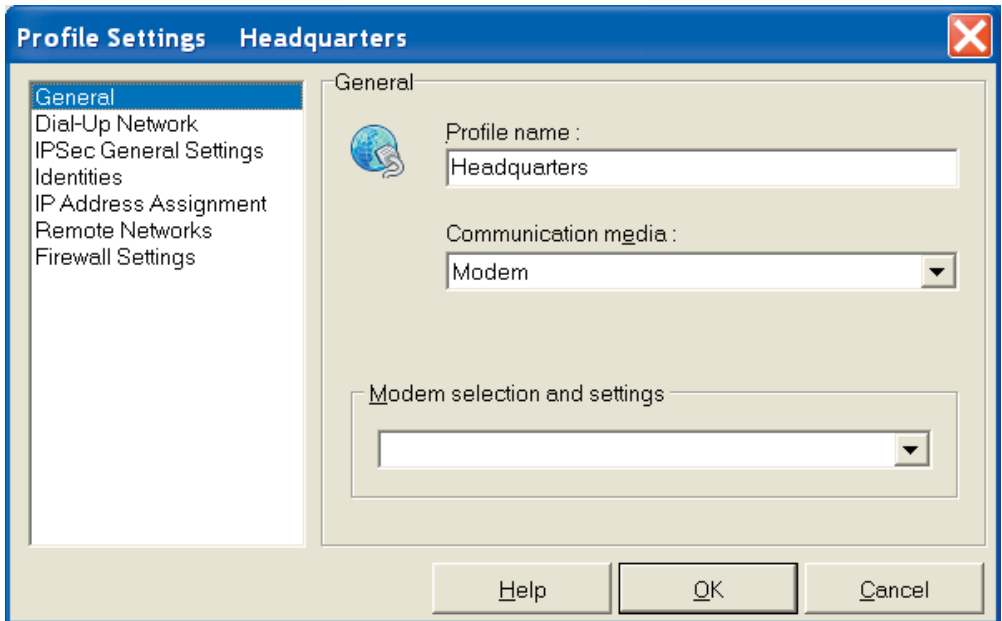 Profile Settings Headquarters
General
Dial-Up Network
IPSec General Settings
Identities
IP Address Assignment
Remote Networks
Firewall Settings
General
Profile name :
Headquarters
Communication media :
Modem
Modem selection and settings
Help OK Cancel